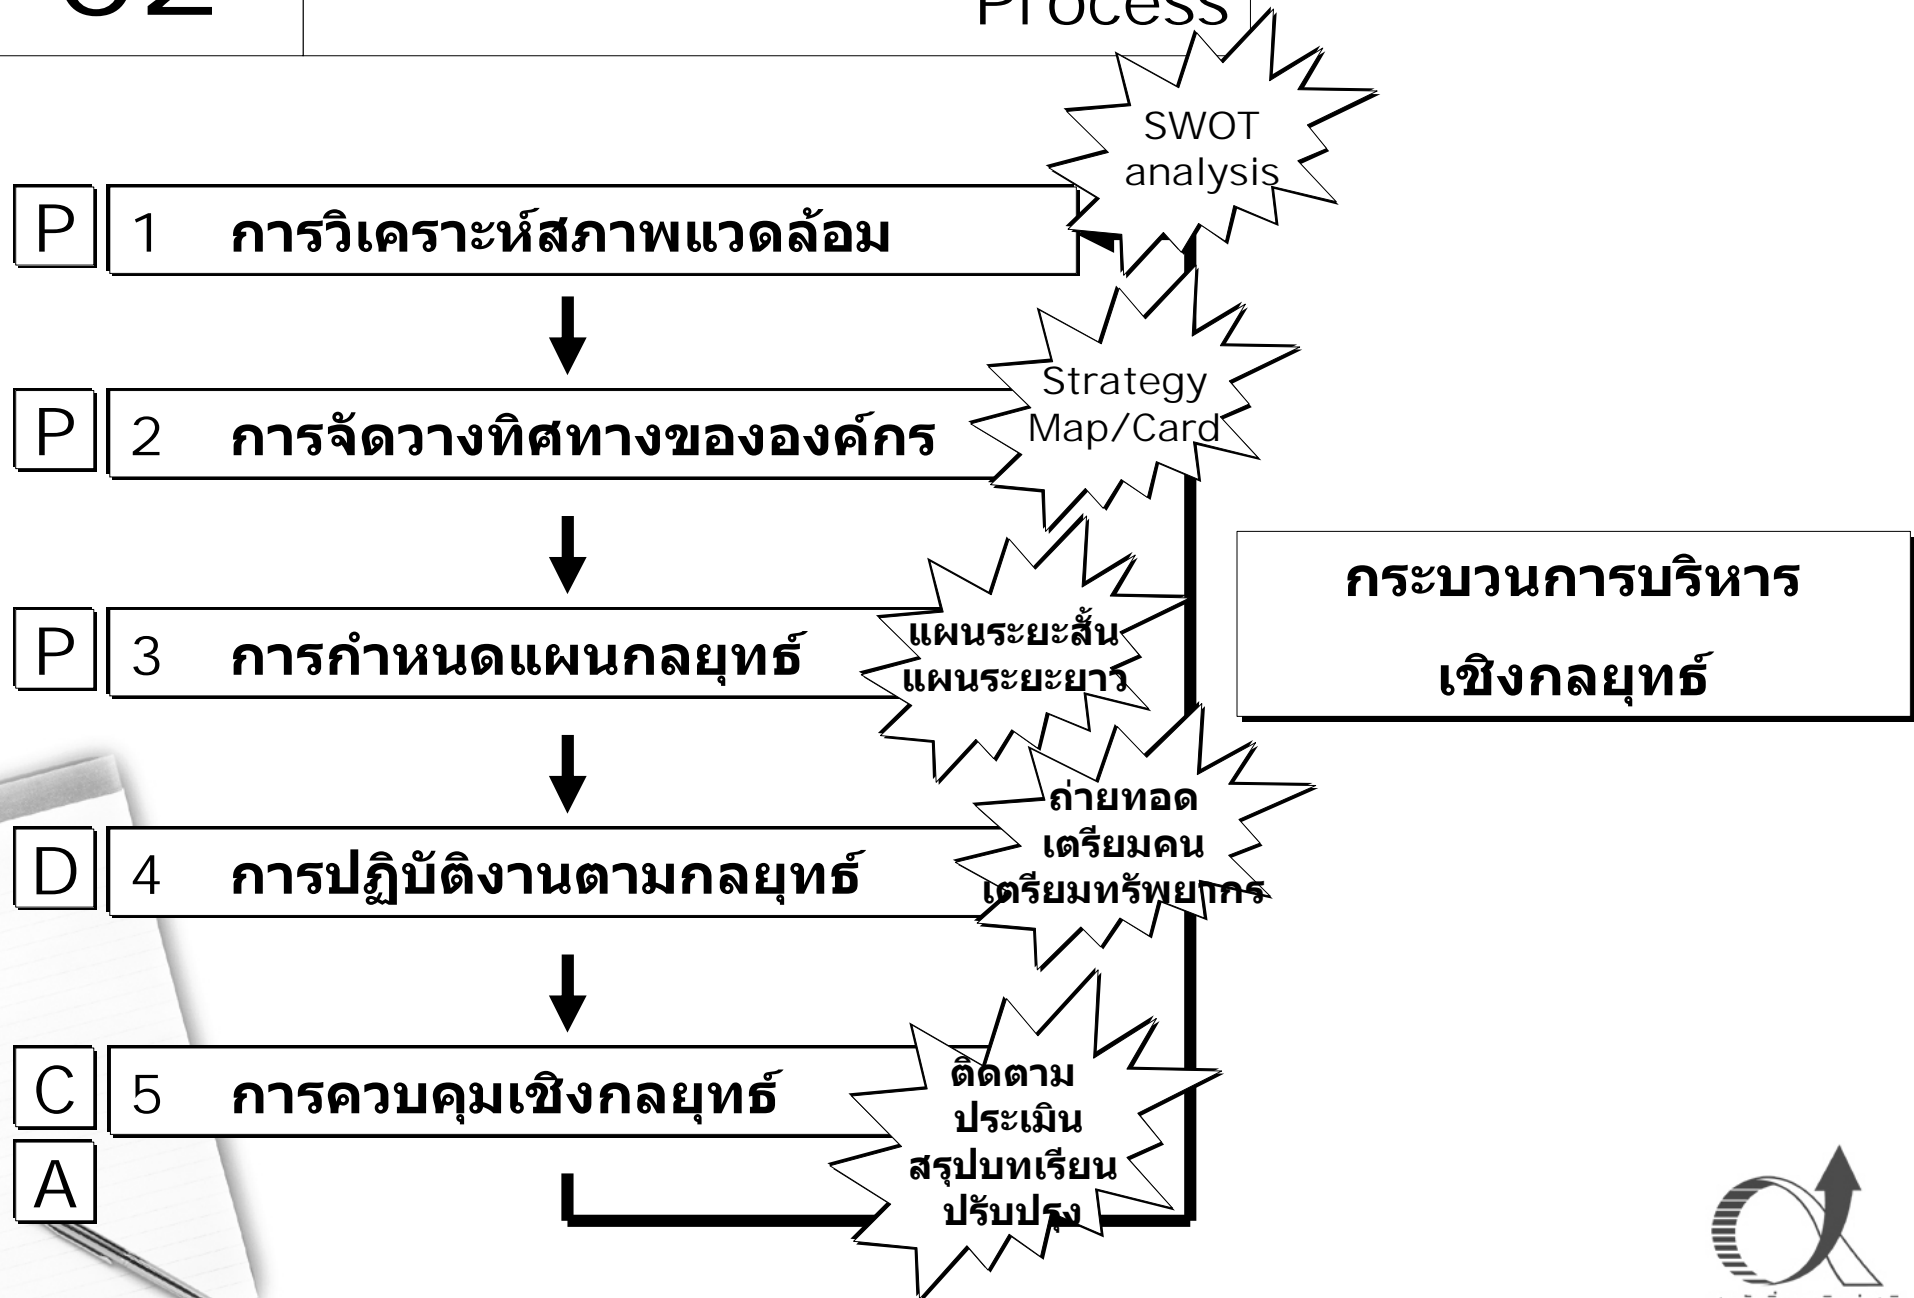 02
Process
SWOT
analysis
P 1 การวิเคราะห์สภาพแวดล้อม
Strategy
Map/Card
P 2 การจัดวางทิศทางขององค์กร
กระบวนการบริหาร
เชิงกลยุทธ์
แผนระยะสั้น
แผนระยะยาว
P 3 การกำหนดแผนกลยุทธ์
ถ่ายทอด
เตรียมคน
เตรียมทรัพยากร
D 4 การปฏิบัติงานตามกลยุทธ์
ติดตาม
ประเมิน
สรุปบทเรียน
ปรับปรุง
C 5 การควบคุมเชิงกลยุทธ์
A